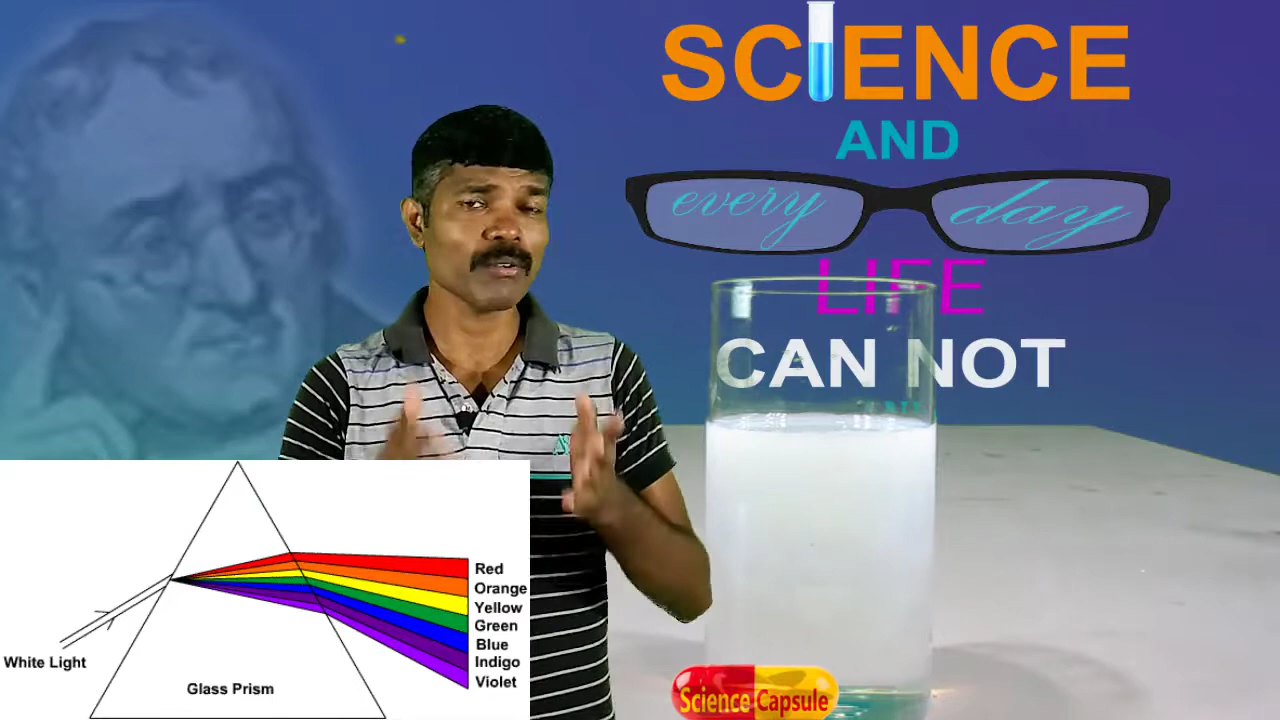 SCIENCE
AND
every day
LIFE
CAN NOT
Red
Orange
Yellow
Green
Blue
Indigo
Violet
White Light
Glass Prism
Science Capsule